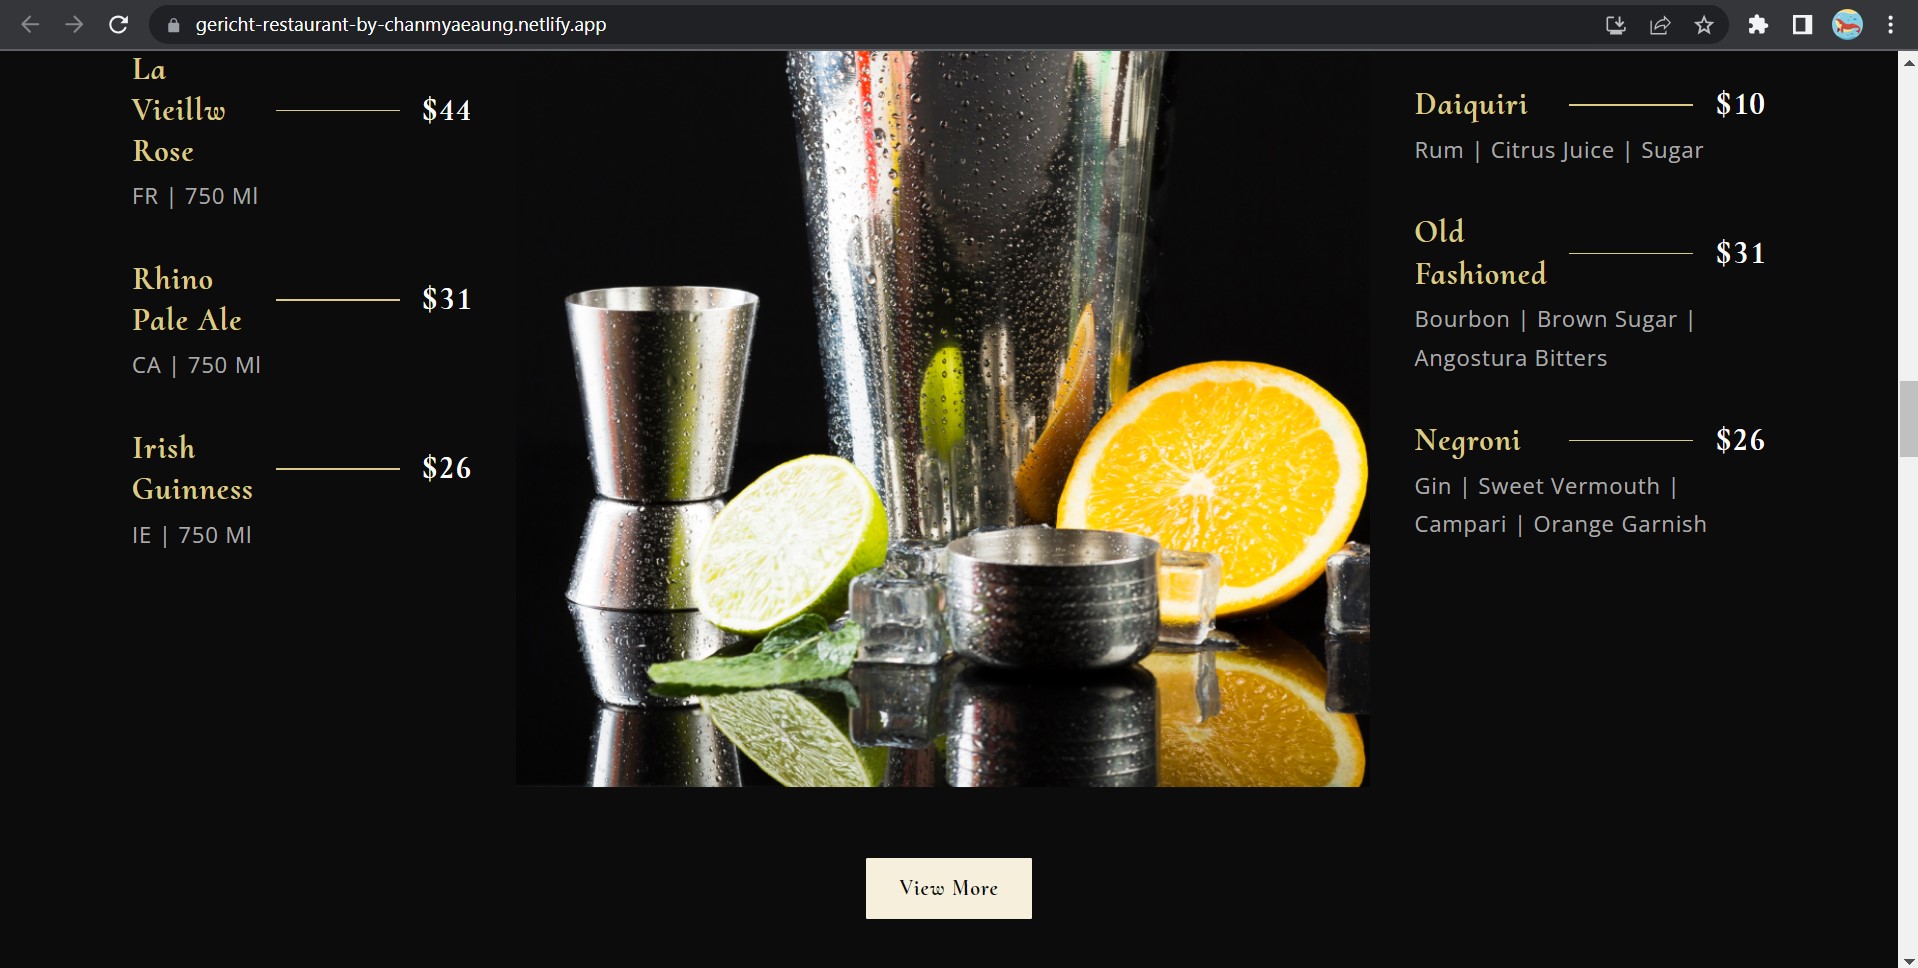 gericht-restaurant-by-chanmyaeaung.netlify.app
La
Vieillw
Rose
$44
FR | 750 Ml
Rhino
Pale Ale
$31
CA | 750 Ml
Irish
Guinness
$26
IE | 750 Ml
Daiquiri
$10
Rum | Citrus Juice | Sugar
Old
Fashioned
$31
Bourbon | Brown Sugar |
Angostura Bitters
Negroni
$26
Gin | Sweet Vermouth |
Campari | Orange Garnish
View More